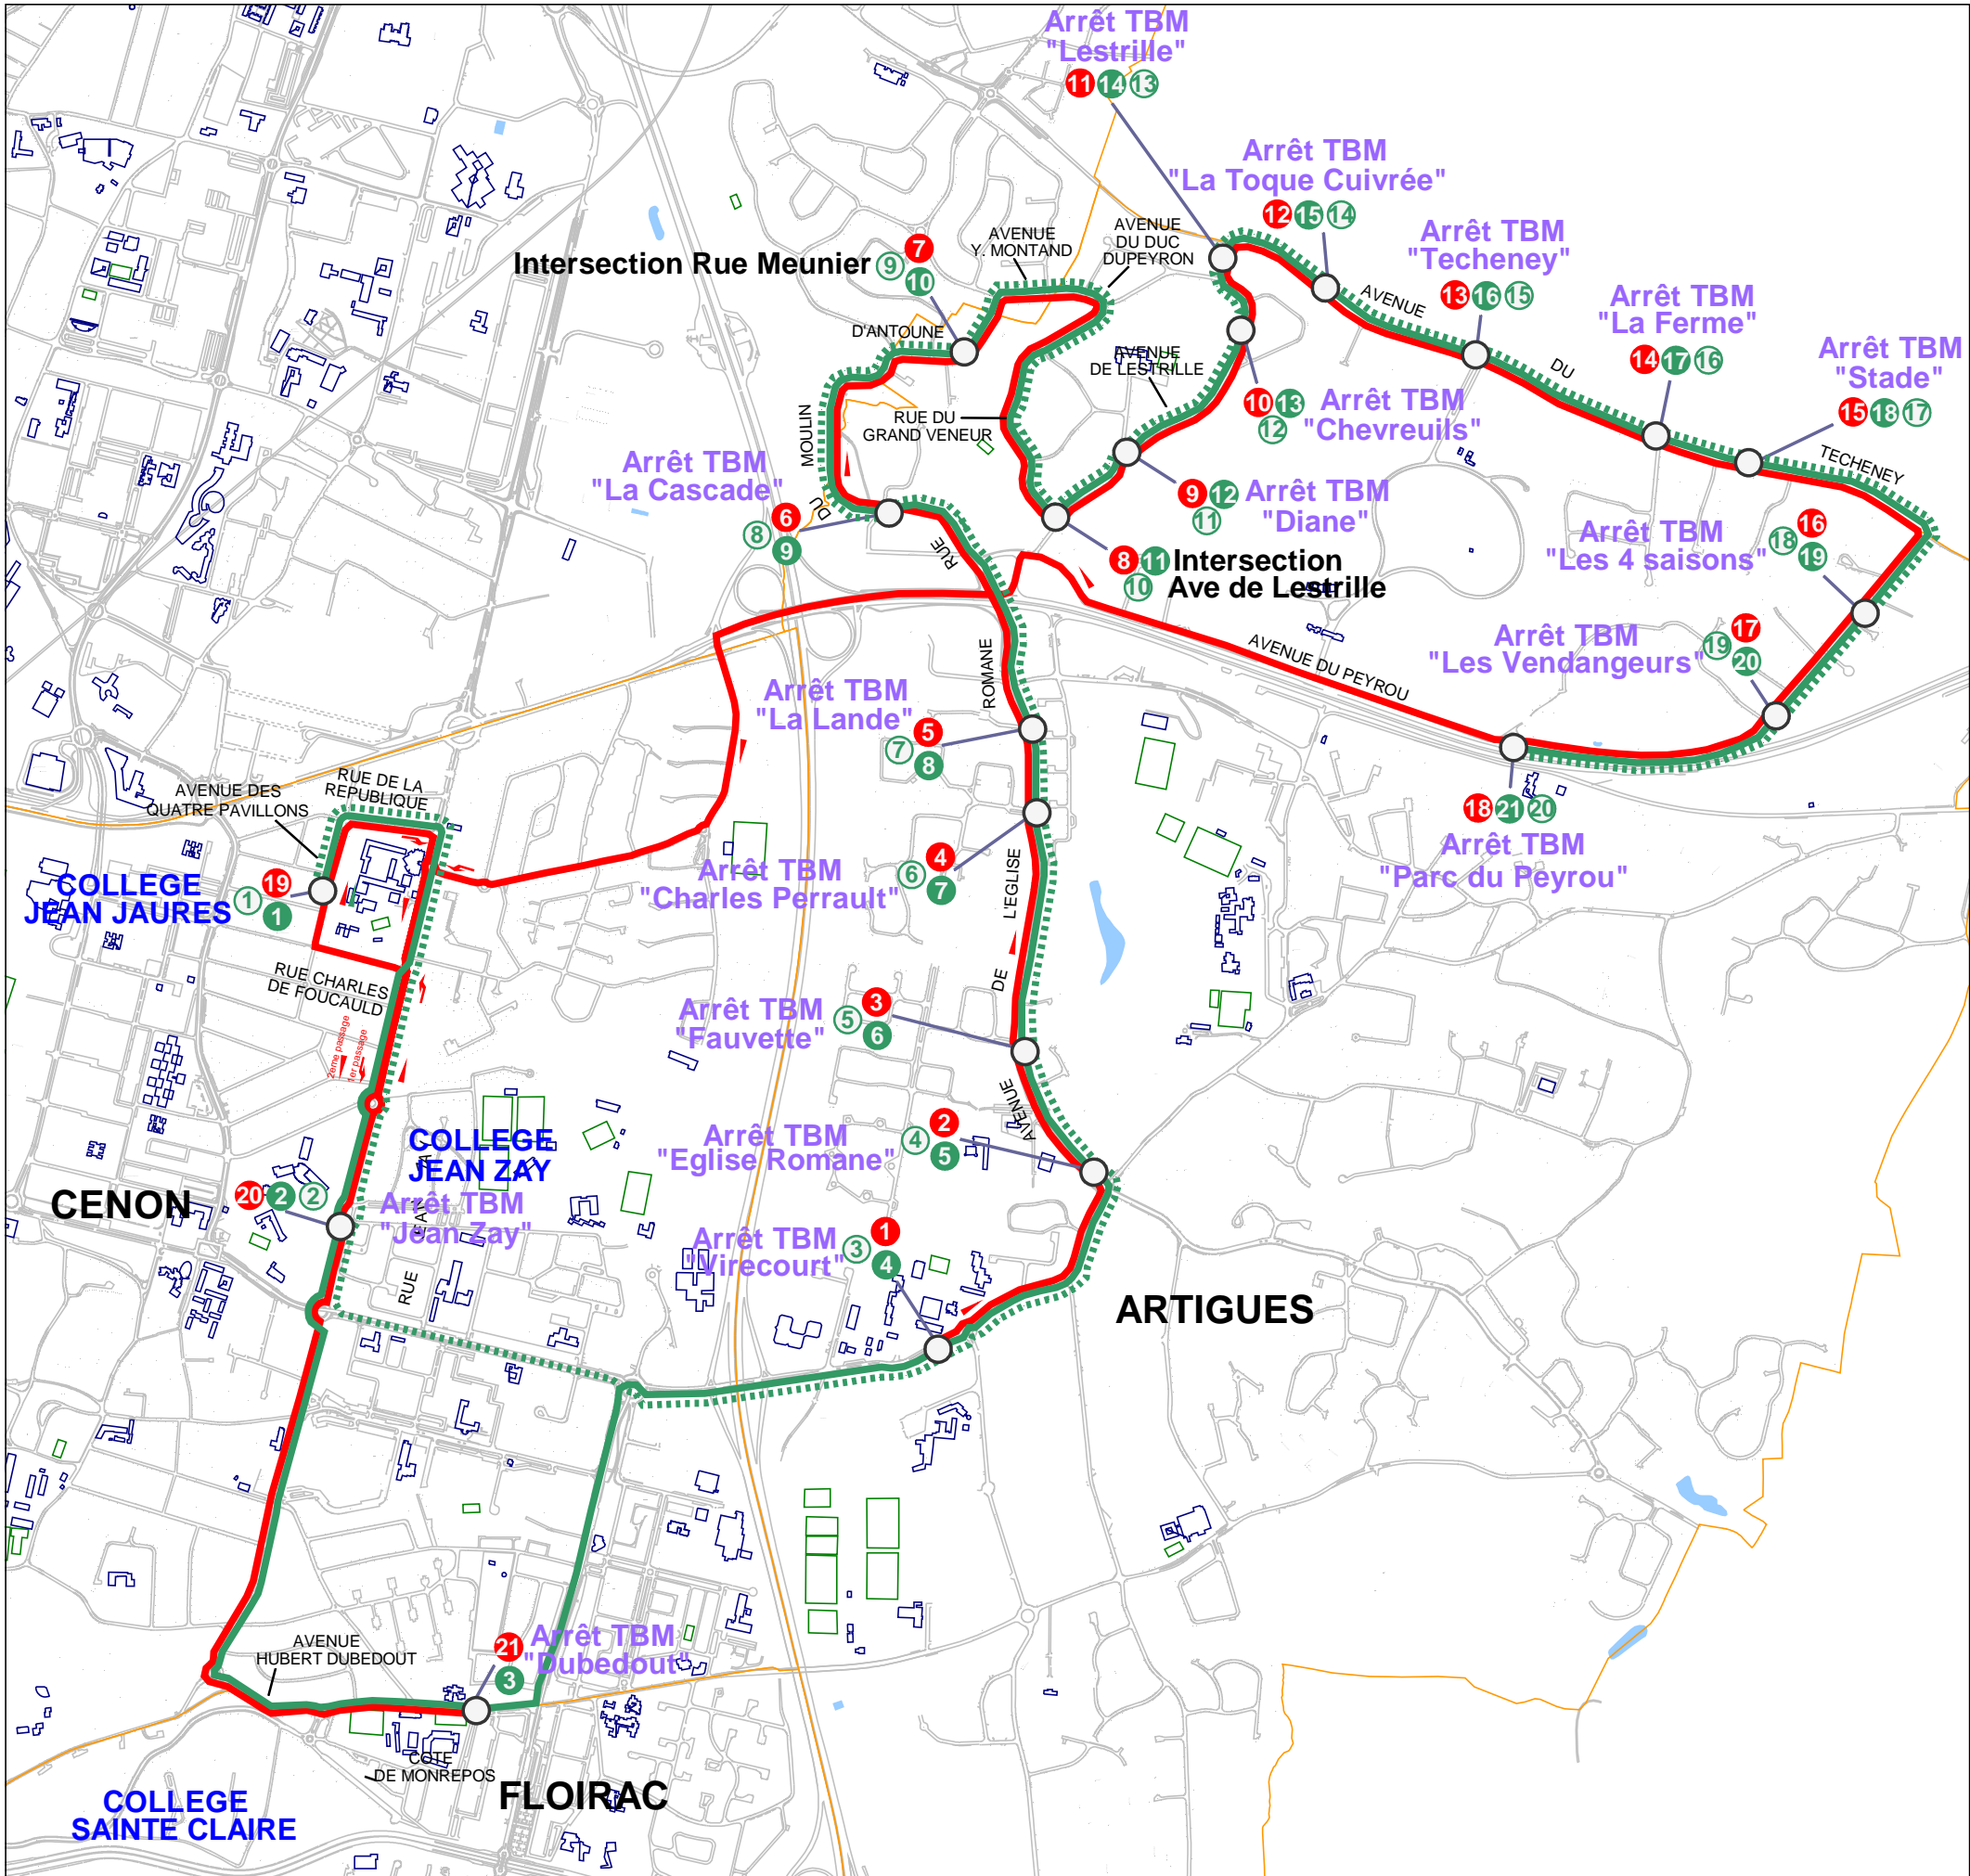 Arrêt TBM
"Lestrille"
11 14 13
Arrêt TBM
"La Toque Cuivrée"
12 15 14
Arrêt TBM
"Techeney"
13 16 15
Arrêt TBM
"La Ferme"
14 17 16
Arrêt TBM
"Stade"
15 18 17
Intersection Rue Meunier 9 7
10
AVENUE
Y. MONTAND
AVENUE
DU DUC
DUPEYRON
D'ANTOUNE
AVENUE
DU
TECHENEY
AVENUE
DE LESTRILLE
RUE DU
GRAND VENEUR
MOULIN
DU
RUE
10 13
12
Arrêt TBM
"Chevreuils"
Arrêt TBM
"La Cascade"
6
8
9
9 12
11
Arrêt TBM
"Diane"
8 11
10
Intersection
Ave de Lestrille
Arrêt TBM
"Les 4 saisons"
16
18
19
Arrêt TBM
"Les Vendangeurs"
17
19
20
AVENUE DU PEYROU
ROMANE
Arrêt TBM
"La Lande"
5
7
8
18 21 20
Arrêt TBM
"Parc du Peyrou"
RUE DE LA
REPUBLIQUE
AVENUE DES
QUATRE PAVILLONS
COLLEGE
JEAN JAURES
19
1
1
Arrêt TBM
"Charles Perrault"
4
6
7
L'EGLISE
DE
AVENUE
RUE CHARLES
DE FOUCAULD
2eme passage
1er passage
Arrêt TBM
"Fauvette"
3
5
6
COLLEGE
JEAN ZAY
Arrêt TBM
"Eglise Romane"
2
4
5
CENON
20 2 2
Arrêt TBM
"Jean Zay"
RUE
Arrêt TBM
"Virecourt"
1
3
4
ARTIGUES
AVENUE
HUBERT DUBEDOUT
21
3
Arrêt TBM
"Dubedout"
COTE
DE MONREPOS
FLOIRAC
COLLEGE
SAINTE CLAIRE